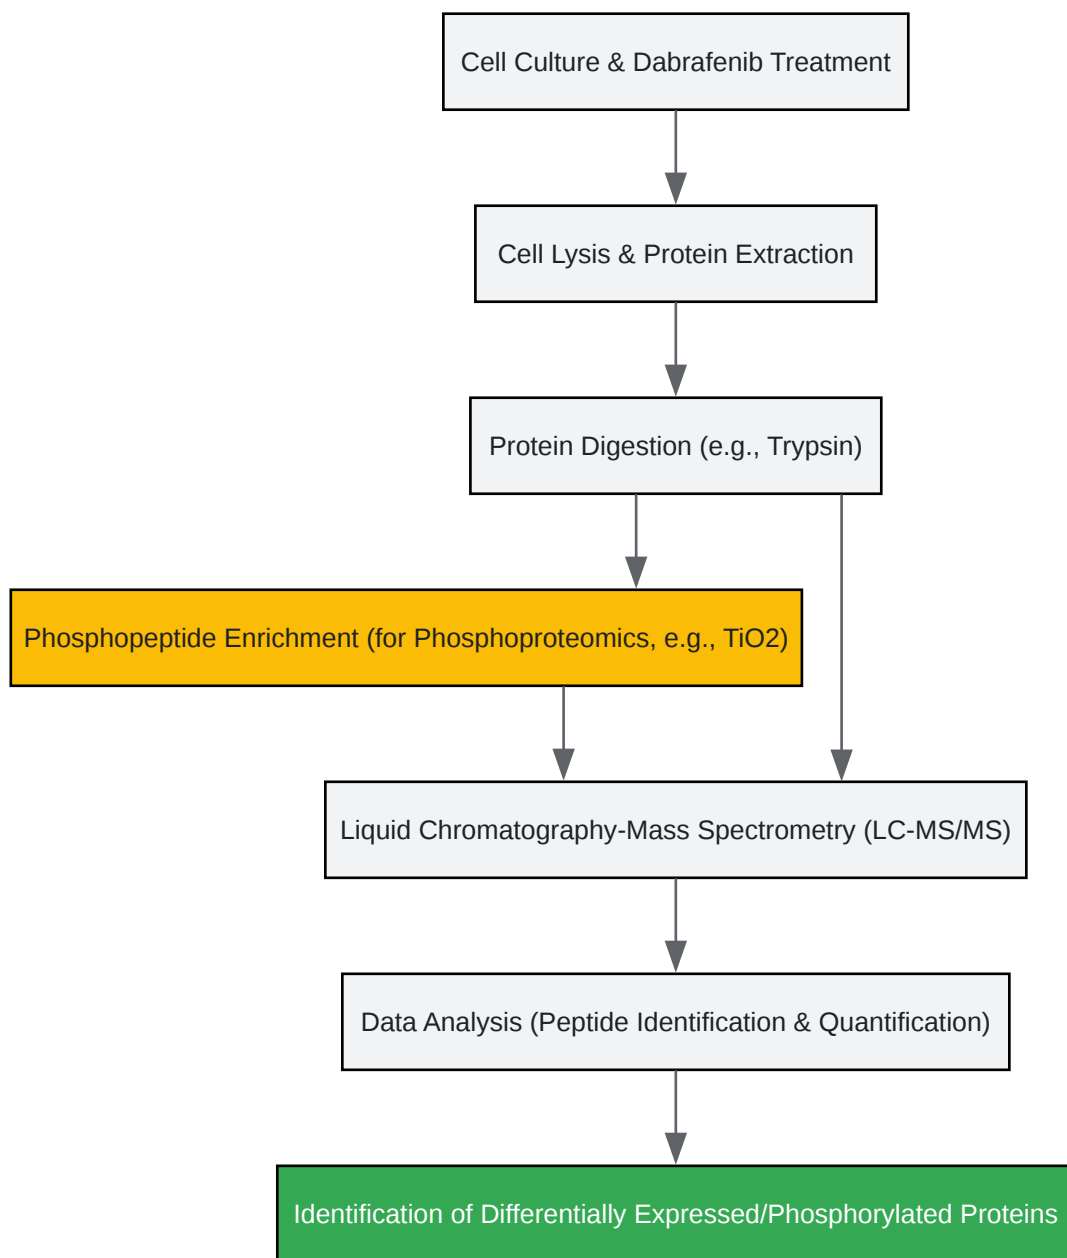 Cell Culture & Dabrafenib Treatment
Cell Lysis & Protein Extraction
Protein Digestion (e.g., Trypsin)
Phosphopeptide Enrichment (for Phosphoproteomics, e.g., TiO2)
Liquid Chromatography-Mass Spectrometry (LC-MS/MS)
Data Analysis (Peptide Identification & Quantification)
Identification of Differentially Expressed/Phosphorylated Proteins